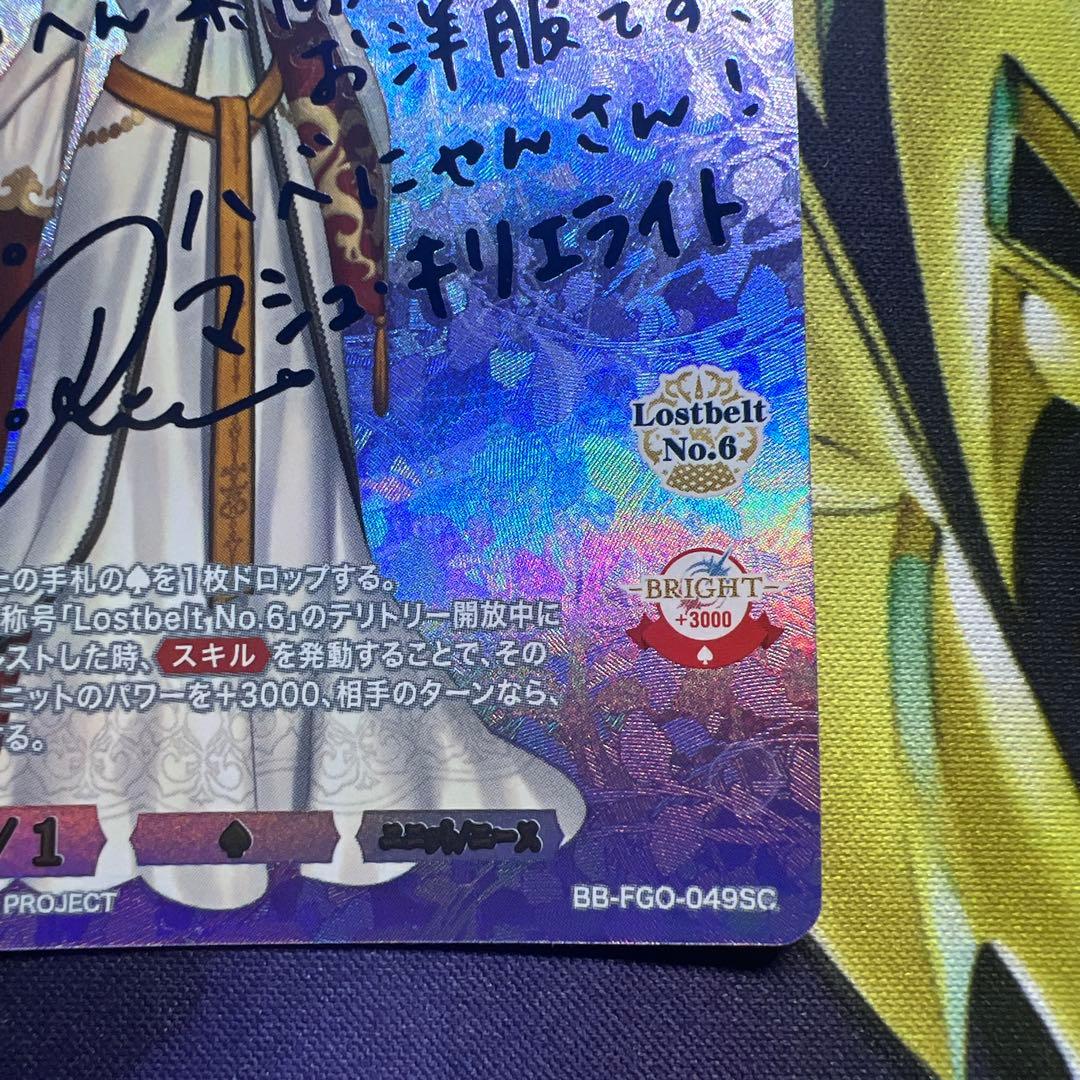 お洋服です、
ハベにゃんさん！
マシュ・キリエライト
Lostbelt
No.6
この手札の♠を1枚ドロップする。
称号「Lostbelt No.6」のテリトリー開放中に
ストした時、スキルを発動することで、その
ニットのパワーを+3000、相手のターンなら、
る。
BRIGHT
+3000
/1
PROJECT
BB-FGO-049SC